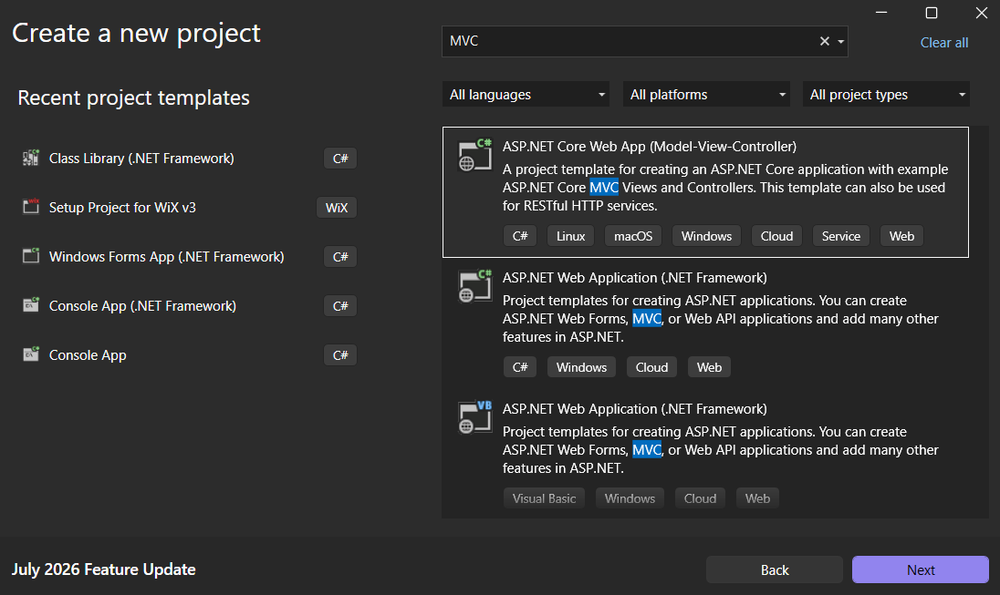 Create a new project
MVC
Clear all
Recent project templates
All languages
All platforms
All project types
Class Library (.NET Framework)
C#
Setup Project for WiX v3
WiX
Windows Forms App (.NET Framework)
C#
Console App (.NET Framework)
C#
Console App
C#
C#
ASP.NET Core Web App (Model-View-Controller)
A project template for creating an ASP.NET Core application with example
ASP.NET Core MVC Views and Controllers. This template can also be used
for RESTful HTTP services.
C# Linux macOS Windows Cloud Service Web
C#
ASP.NET Web Application (.NET Framework)
Project templates for creating ASP.NET applications. You can create
ASP.NET Web Forms, MVC, or Web API applications and add many other
features in ASP.NET.
C# Windows Cloud Web
VB
ASP.NET Web Application (.NET Framework)
Project templates for creating ASP.NET applications. You can create
ASP.NET Web Forms, MVC, or Web API applications and add many other
features in ASP.NET.
Visual Basic Windows Cloud Web
July 2026 Feature Update
Back
Next